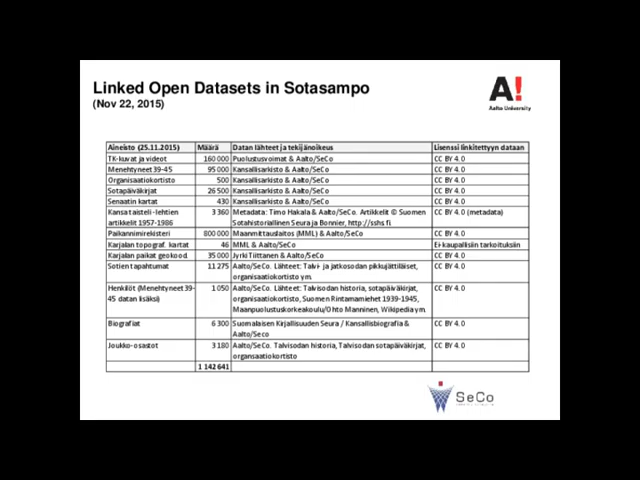 Linked Open Datasets in Sotasampo
(Nov 22, 2015)
A!
Aalto University
Aineisto (25.11.2015) Määrä Datan lähteet ja tekijänoikeus Lisenssi linkitettyyn dataan
TK-kuvat ja videot 160 000 Puolustusvoimat & Aalto/SeCo CC BY 4.0
Menehtyneet 39-45 95 000 Kansallisarkisto & Aalto/SeCo CC BY 4.0
Organisaatiokortisto 500 Kansallisarkisto & Aalto/SeCo CC BY 4.0
Sotapäiväkirjat 26 500 Kansallisarkisto & Aalto/SeCo CC BY 4.0
Senaatin kartat 430 Kansallisarkisto & Aalto/SeCo CC BY 4.0
Kansa taisteli -lehtien 3 360 Metadata: Timo Hakala & Aalto/SeCo. Artikkelit © Suomen CC BY 4.0 (metadata)
artikkelit 1957-1986 Sotahistoriallinen Seura ja Bonnier, http://sshs.fi
Paikannimirekisteri 800 000 Maanmittauslaitos (MML) & Aalto/SeCo CC BY 4.0
Karjalan topograf. kartat 46 MML & Aalto/SeCo Ei-kaupallisiin tarkoituksiin
Karjalan paikat geokood. 35 000 Jyrki Tiittanen & Aalto/SeCo CC BY 4.0
Sotien tapahtumat 11 275 Aalto/SeCo. Lähteet: Talvi- ja jatkosodan pikkujättiläiset, CC BY 4.0
organisaatiokortisto ym.
Henkilöt (Menehtyneet 39- 1 050 Aalto/SeCo. Lähteet: Talvisodan historia, sotapäiväkirjat, CC BY 4.0
45 datan lisäksi) organisaatiokortisto, Suomen Rintamamiehet 1939-1945,
Maanpuolustuskorkeakoulu/Ohto Manninen, Wikipedia ym.
Biografiat 6 300 Suomalaisen Kirjallisuuden Seura / Kansallisbiografia & CC BY 4.0
Aalto/Seco
Joukko-osastot 3 180 Aalto/SeCo. Talvisodan historia, Talvisodan sotapäiväkirjat, CC BY 4.0
organsaatiokortisto
1 142 641
SeCo